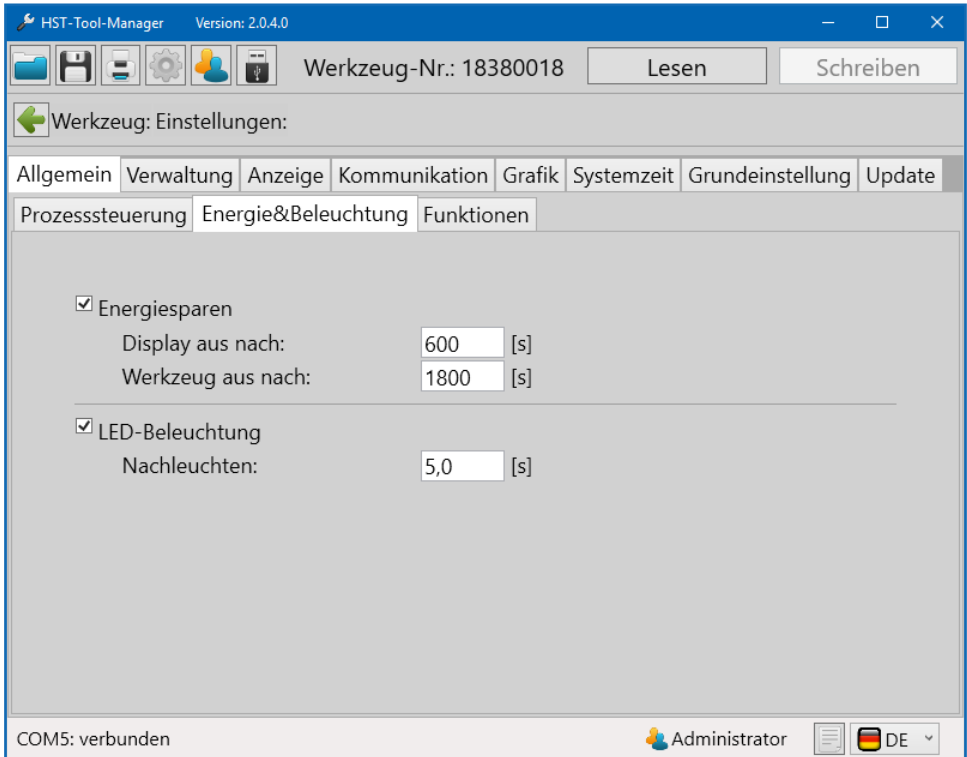 HST-Tool-Manager Version: 2.0.4.0
Werkzeug-Nr.: 18380018 Lesen Schreiben
Werkzeug: Einstellungen:
Allgemein Verwaltung Anzeige Kommunikation Grafik Systemzeit Grundeinstellung Update
Prozesssteuerung Energie&Beleuchtung Funktionen
Energiesparen
Display aus nach: 600 [s]
Werkzeug aus nach: 1800 [s]
LED-Beleuchtung
Nachleuchten: 5,0 [s]
COM5: verbunden Administrator DE